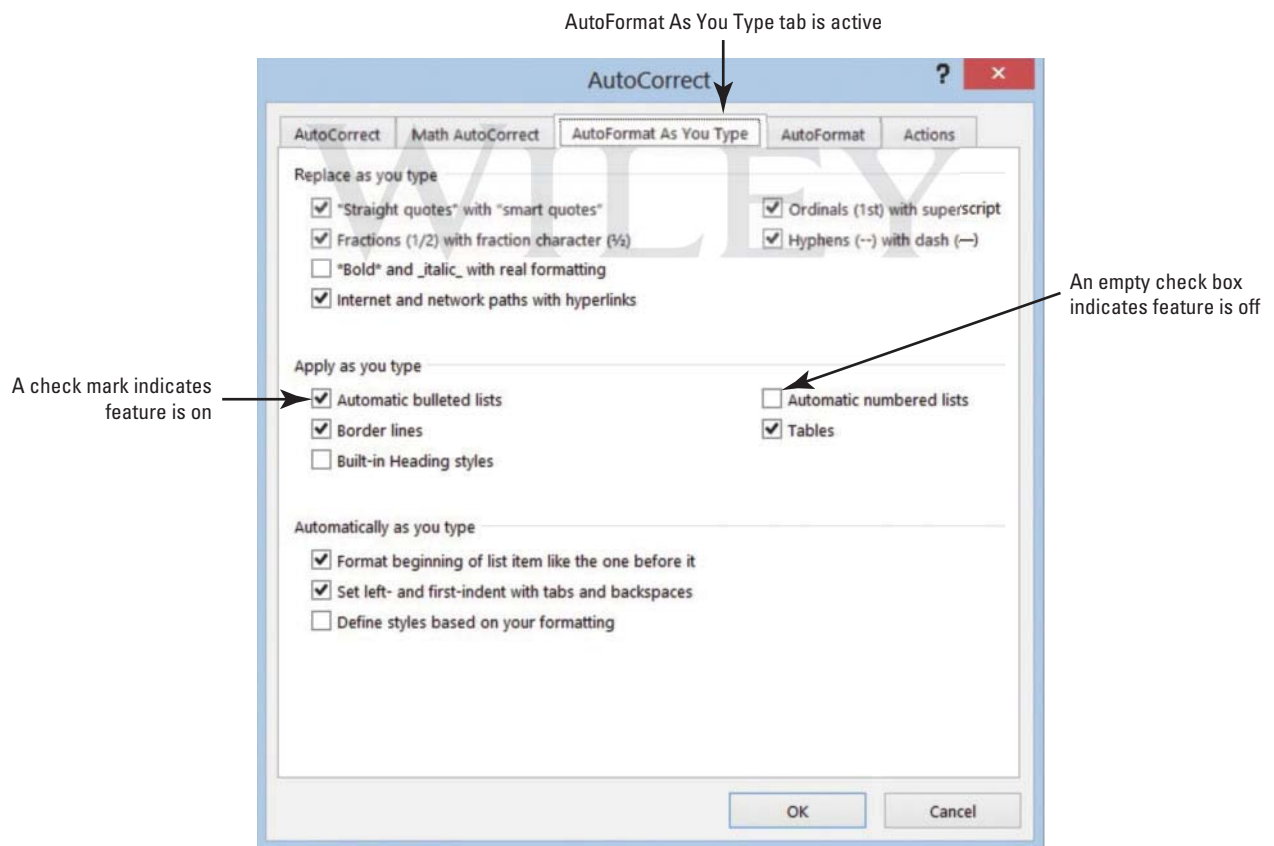 AutoFormat As You Type tab is active
AutoCorrect
?
×
AutoCorrect
Math AutoCorrect
AutoFormat As You Type
AutoFormat
Actions
WILEY
Replace as you type
"Straight quotes" with "smart quotes"
Ordinals (1st) with superscript
Fractions (1/2) with fraction character (½)
Hyphens (--) with dash (—)
*Bold* and _italic_ with real formatting
Internet and network paths with hyperlinks
An empty check box
indicates feature is off
Apply as you type
A check mark indicates
feature is on
Automatic bulleted lists
Automatic numbered lists
Border lines
Tables
Built-in Heading styles
Automatically as you type
Format beginning of list item like the one before it
Set left- and first-indent with tabs and backspaces
Define styles based on your formatting
OK
Cancel